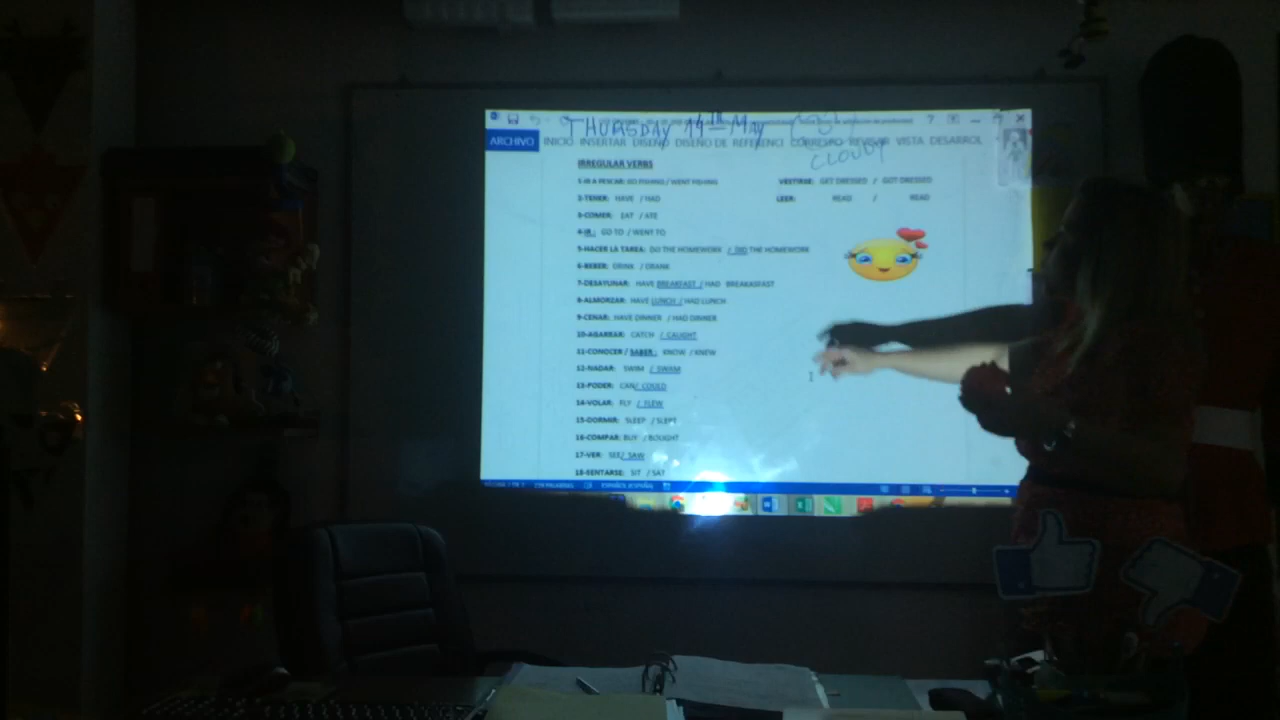 THURSDAY 14TH MAY
CLOUDY
ARCHIVO INICIO INSERTAR DISEÑO DISEÑO DE REFERENCI CORRESPO REVISAR VISTA DESARROL
IRREGULAR VERBS
1-IR A PESCAR: GO FISHING / WENT FISHING
VESTIRSE: GET DRESSED / GOT DRESSED
2-TENER: HAVE / HAD
LEER: READ / READ
3-COMER: EAT / ATE
4-IR: GO TO / WENT TO
5-HACER LA TAREA: DO THE HOMEWORK / DID THE HOMEWORK
6-BEBER: DRINK / DRANK
7-DESAYUNAR: HAVE BREAKFAST / HAD BREAKASFAST
8-ALMORZAR: HAVE LUNCH / HAD LUNCH
9-CENAR: HAVE DINNER / HAD DINNER
10-AGARRAR: CATCH / CAUGHT
11-CONOCER / SABER: KNOW / KNEW
12-NADAR: SWIM / SWAM
13-PODER: CAN/ COULD
14-VOLAR: FLY / FLEW
15-DORMIR: SLEEP / SLEPT
16-COMPAR: BUY / BOUGHT
17-VER: SEE/ SAW
18-SENTARSE: SIT / SAT
ESPAÑOL